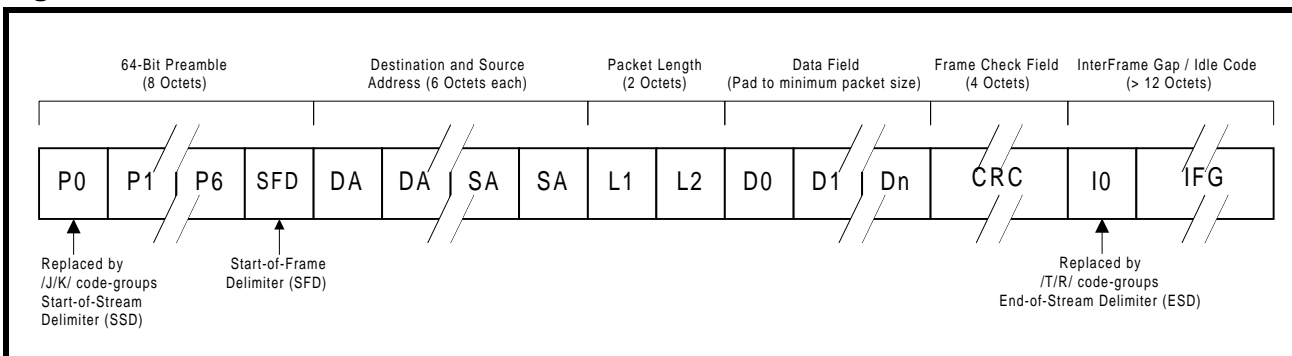 64-Bit Preamble
(8 Octets)
Destination and Source
Address (6 Octets each)
Packet Length
(2 Octets)
Data Field
(Pad to minimum packet size)
Frame Check Field
(4 Octets)
InterFrame Gap / Idle Code
(> 12 Octets)
P0 P1 P6 SFD DA DA SA SA L1 L2 D0 D1 Dn CRC I0 IFG
Replaced by
/J/K/ code-groups
Start-of-Stream
Delimiter (SSD)
Start-of-Frame
Delimiter (SFD)
Replaced by
/T/R/ code-groups
End-of-Stream Delimiter (ESD)